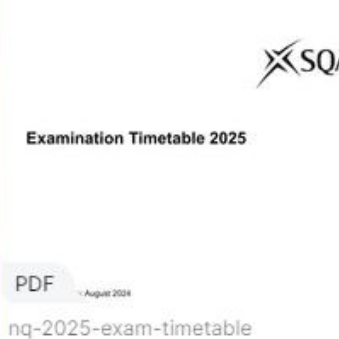 SQA
Examination Timetable 2025
PDF
August 2024
nq-2025-exam-timetable